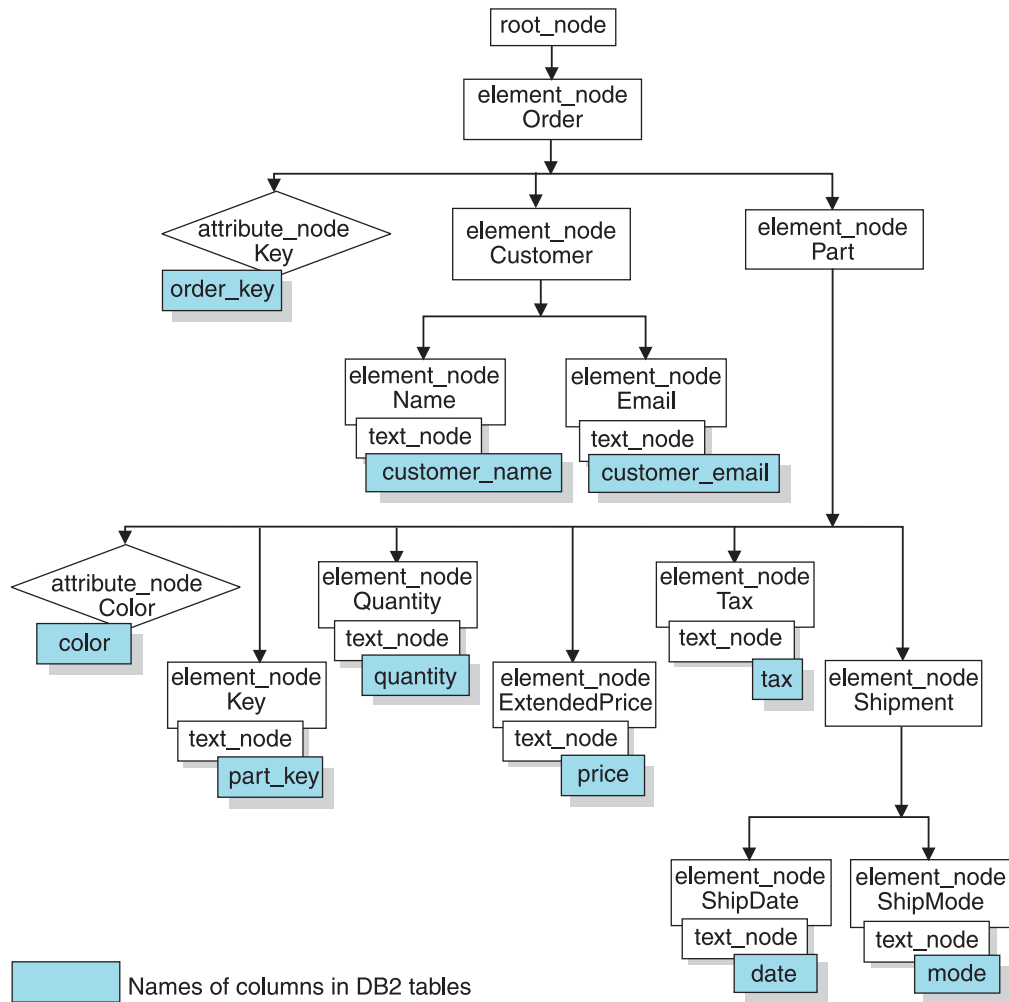 root_node
element_node
Order
attribute_node
Key
order_key
element_node
Customer
element_node
Part
element_node
Name
text_node
customer_name
element_node
Email
text_node
customer_email
attribute_node
Color
color
element_node
Key
text_node
part_key
element_node
Quantity
text_node
quantity
element_node
ExtendedPrice
text_node
price
element_node
Tax
text_node
tax
element_node
Shipment
element_node
ShipDate
text_node
date
element_node
ShipMode
text_node
mode
Names of columns in DB2 tables